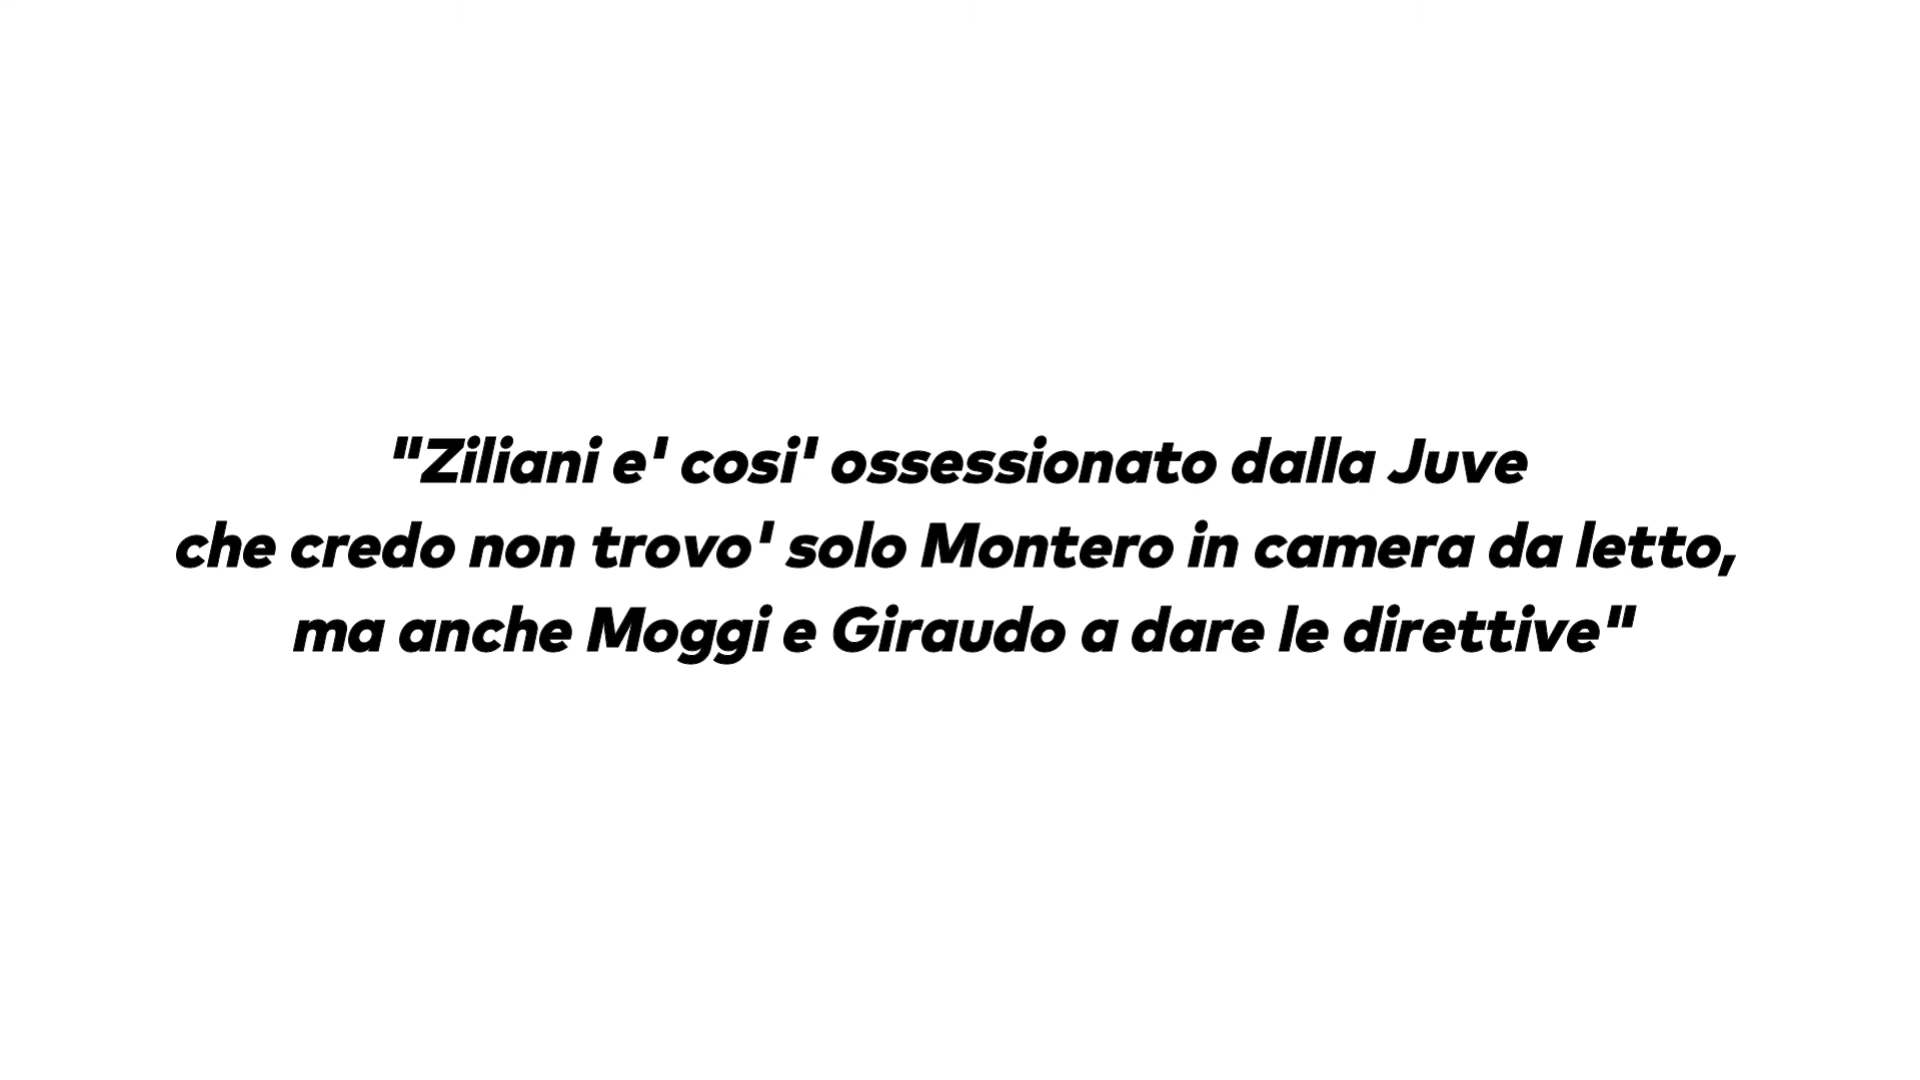 "Ziliani e' cosi' ossessionato dalla Juve
che credo non trovo' solo Montero in camera da letto,
ma anche Moggi e Giraudo a dare le direttive"